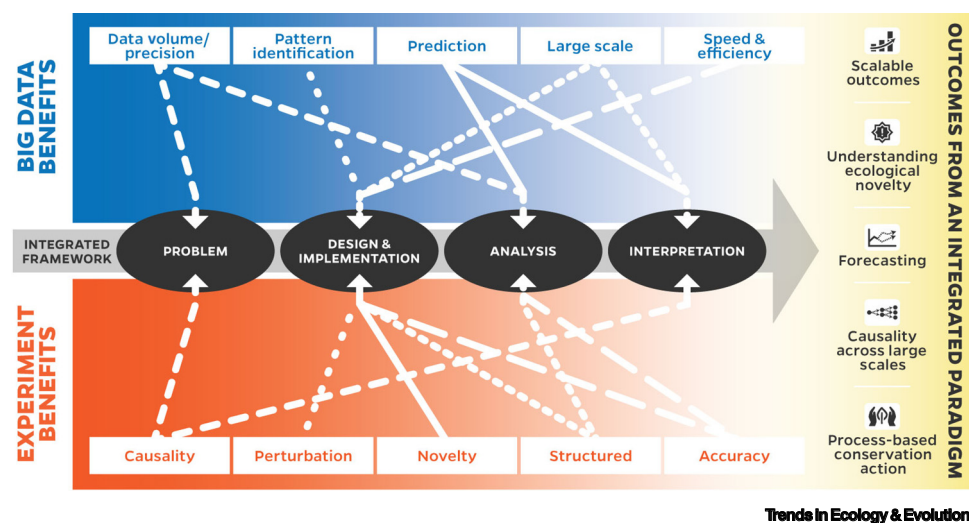 BIG DATA
BENEFITS
Data volume/
precision
Pattern
identification
Prediction
Large scale
Speed &
efficiency
INTEGRATED
FRAMEWORK
PROBLEM
DESIGN &
IMPLEMENTATION
ANALYSIS
INTERPRETATION
EXPERIMENT
BENEFITS
Causality
Perturbation
Novelty
Structured
Accuracy
Scalable
outcomes
Understanding
ecological
novelty
Forecasting
Causality
across large
scales
Process-based
conservation
action
OUTCOMES FROM AN INTEGRATED PARADIGM
Trends in Ecology & Evolution